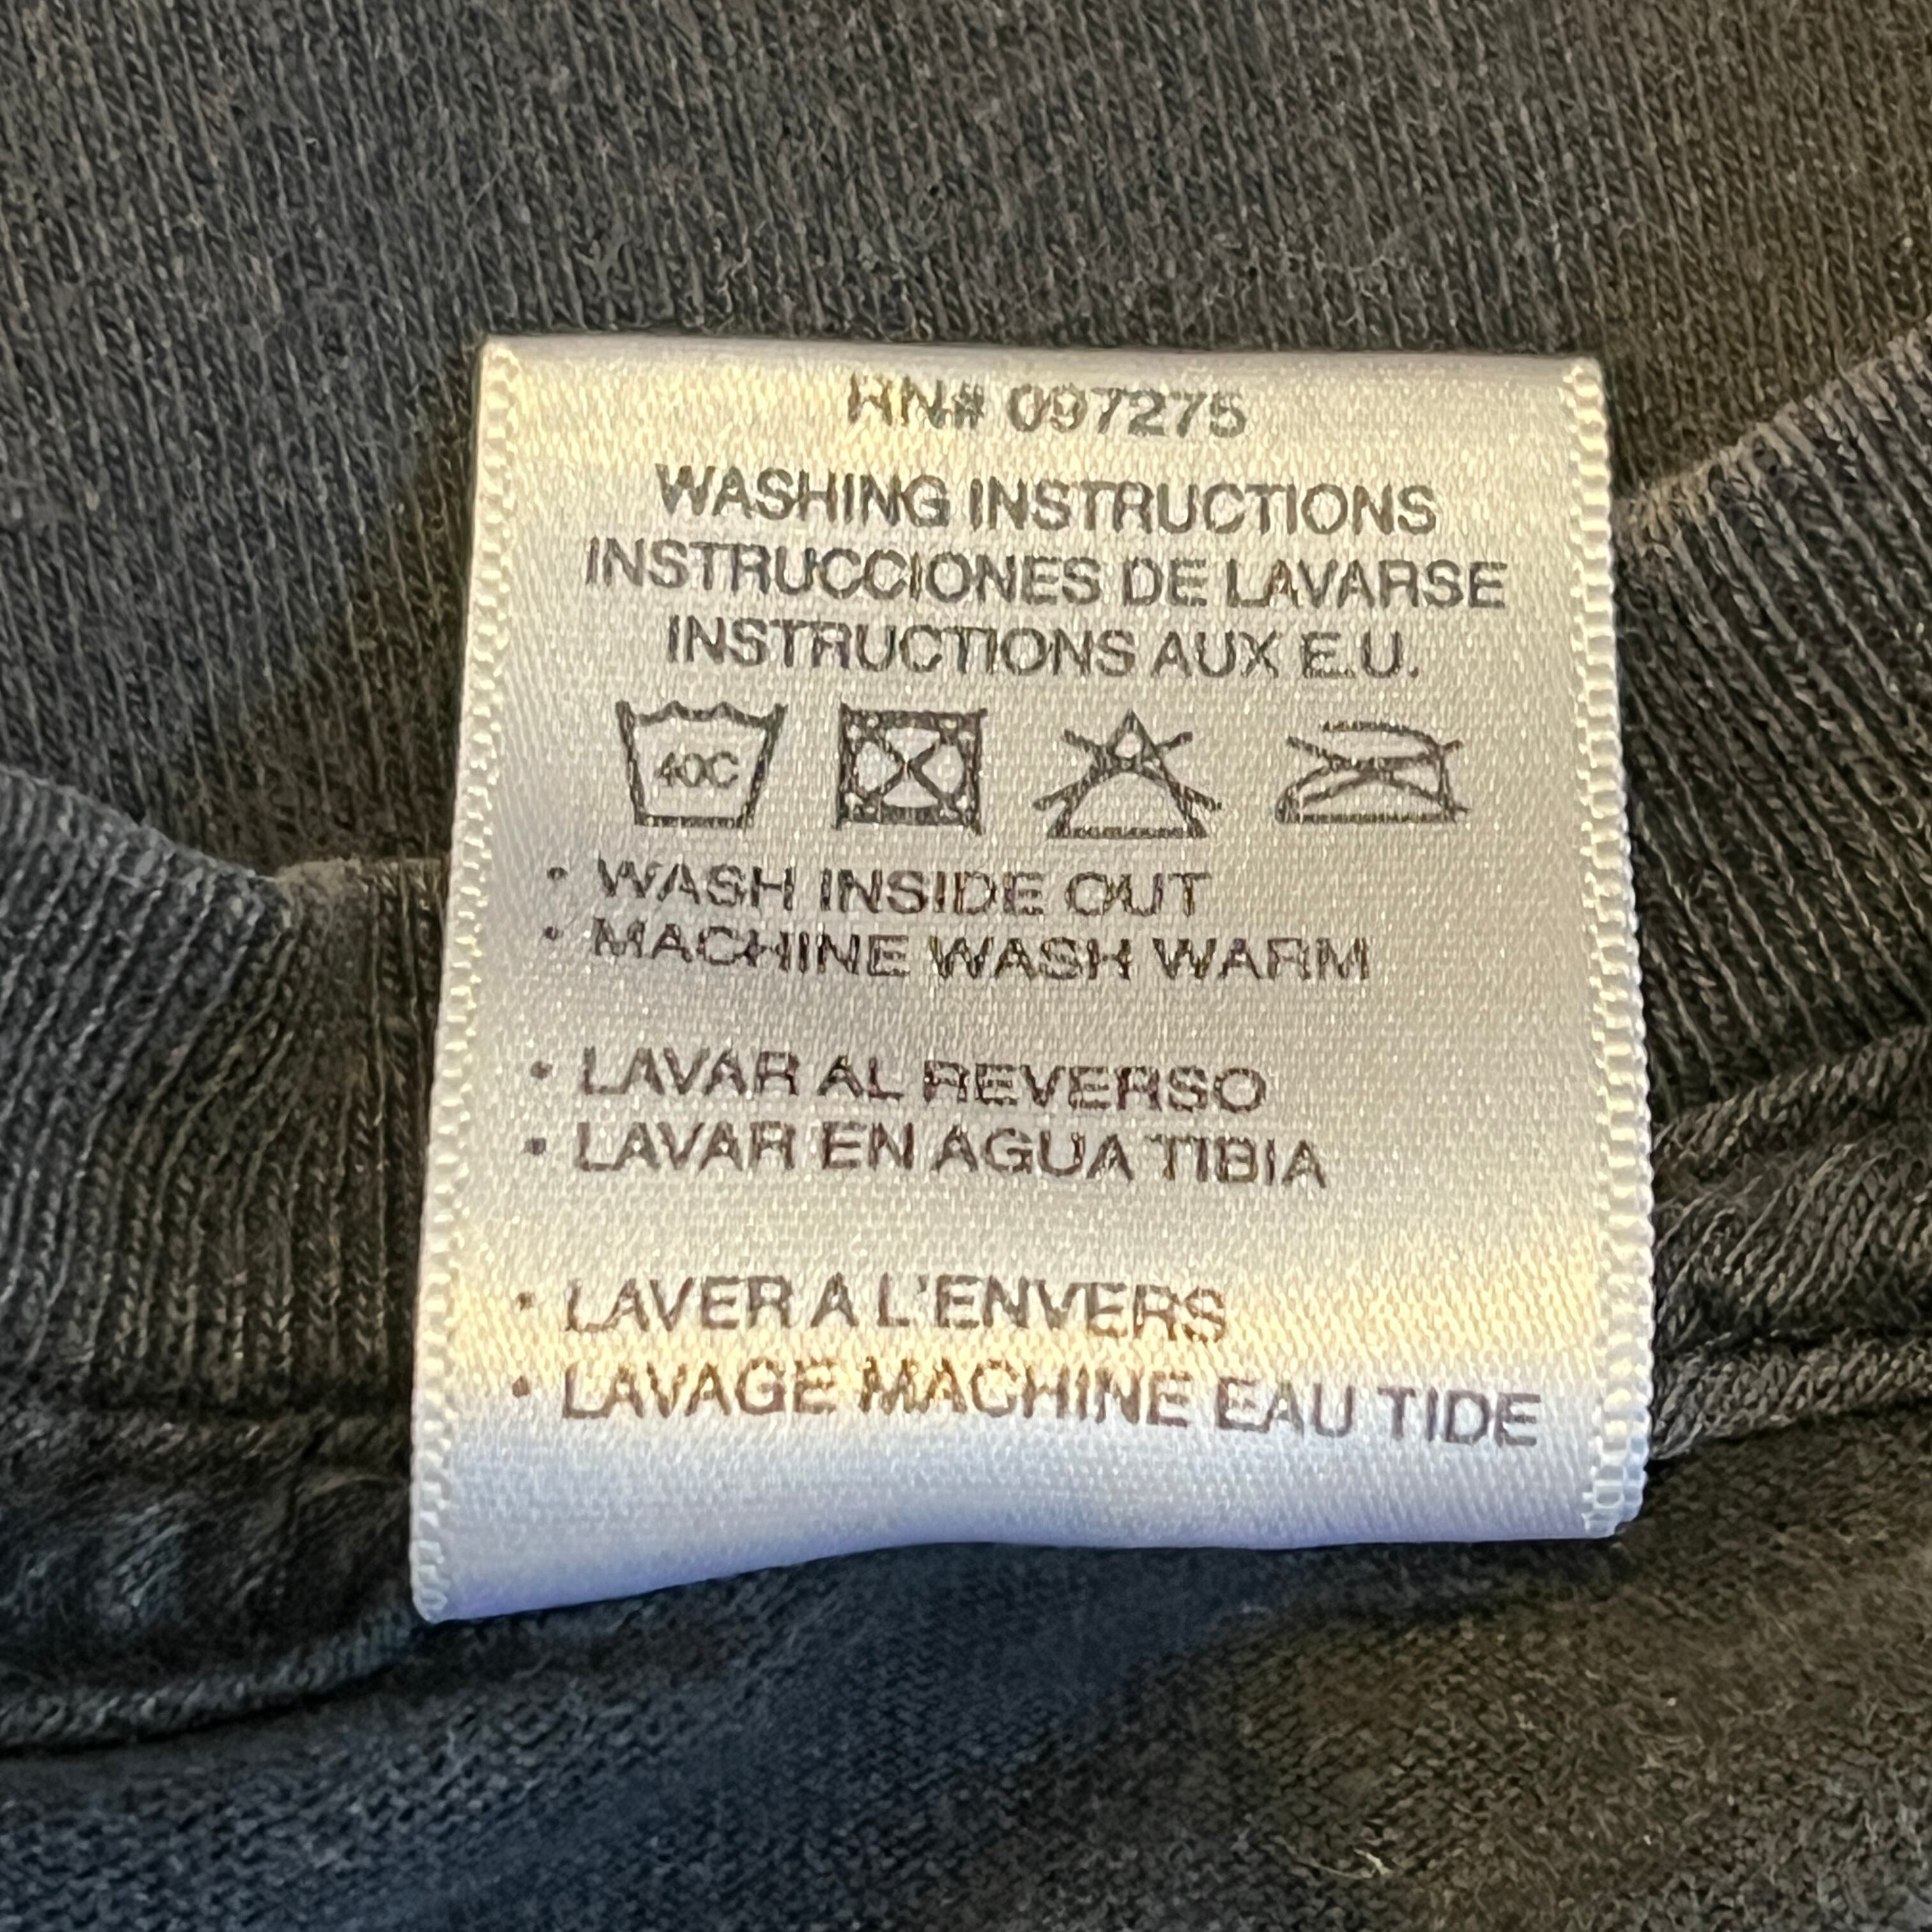 RN# 097275
WASHING INSTRUCTIONS
INSTRUCCIONES DE LAVARSE
INSTRUCTIONS AUX E.U.
40C
• WASH INSIDE OUT
• MACHINE WASH WARM
• LAVAR AL REVERSO
• LAVAR EN AGUA TIBIA
• LAVER A L'ENVERS
• LAVAGE MACHINE EAU TIDE